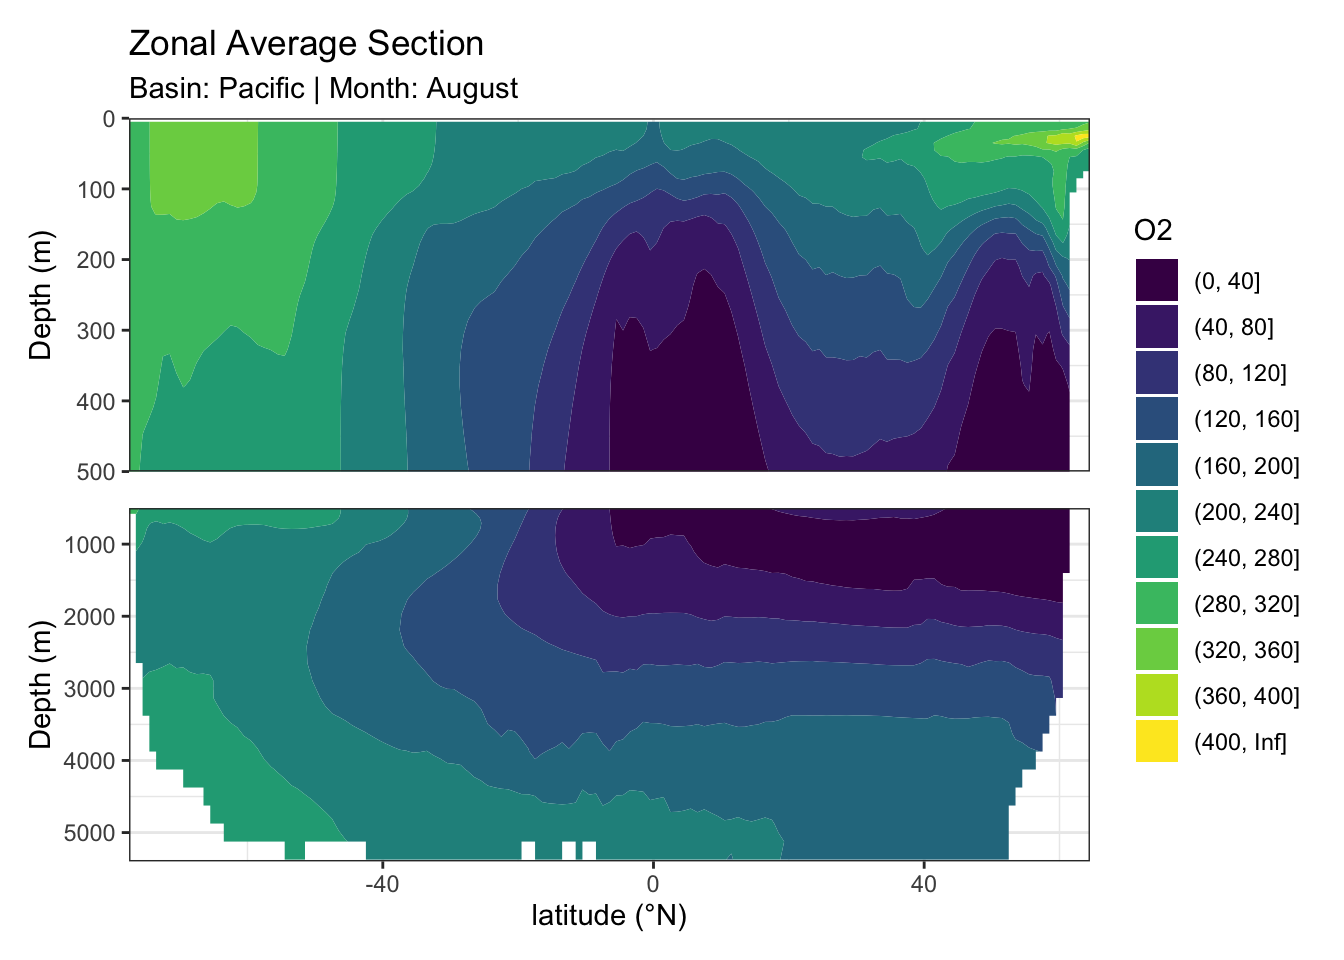 Zonal Average Section
Basin: Pacific | Month: August
0
100
200
300
400
500
Depth (m)
1000
2000
3000
4000
5000
Depth (m)
-40 0 40
latitude (°N)
O2
(0, 40]
(40, 80]
(80, 120]
(120, 160]
(160, 200]
(200, 240]
(240, 280]
(280, 320]
(320, 360]
(360, 400]
(400, Inf]